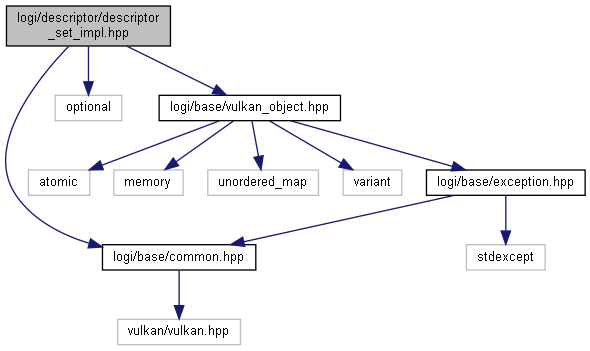 logi/descriptor/descriptor
_set_impl.hpp
optional
logi/base/vulkan_object.hpp
atomic
memory
unordered_map
variant
logi/base/exception.hpp
logi/base/common.hpp
stdexcept
vulkan/vulkan.hpp